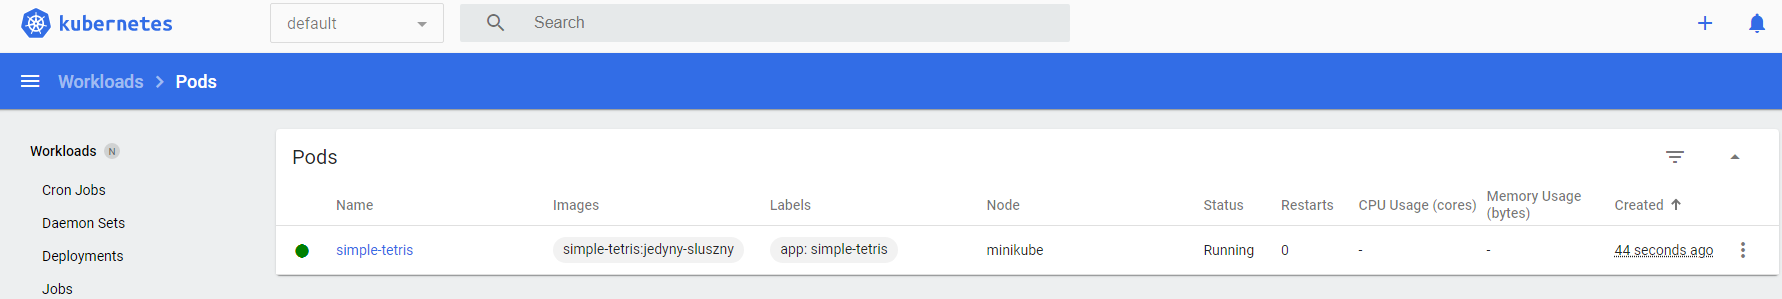 kubernetes
default
Search
Workloads
Pods
Workloads N
Cron Jobs
Daemon Sets
Deployments
Jobs
Pods
Name Images Labels Node Status Restarts CPU Usage (cores) Memory Usage (bytes) Created
simple-tetris simple-tetris:jedyny-sluszny app: simple-tetris minikube Running 0 - - 44 seconds ago